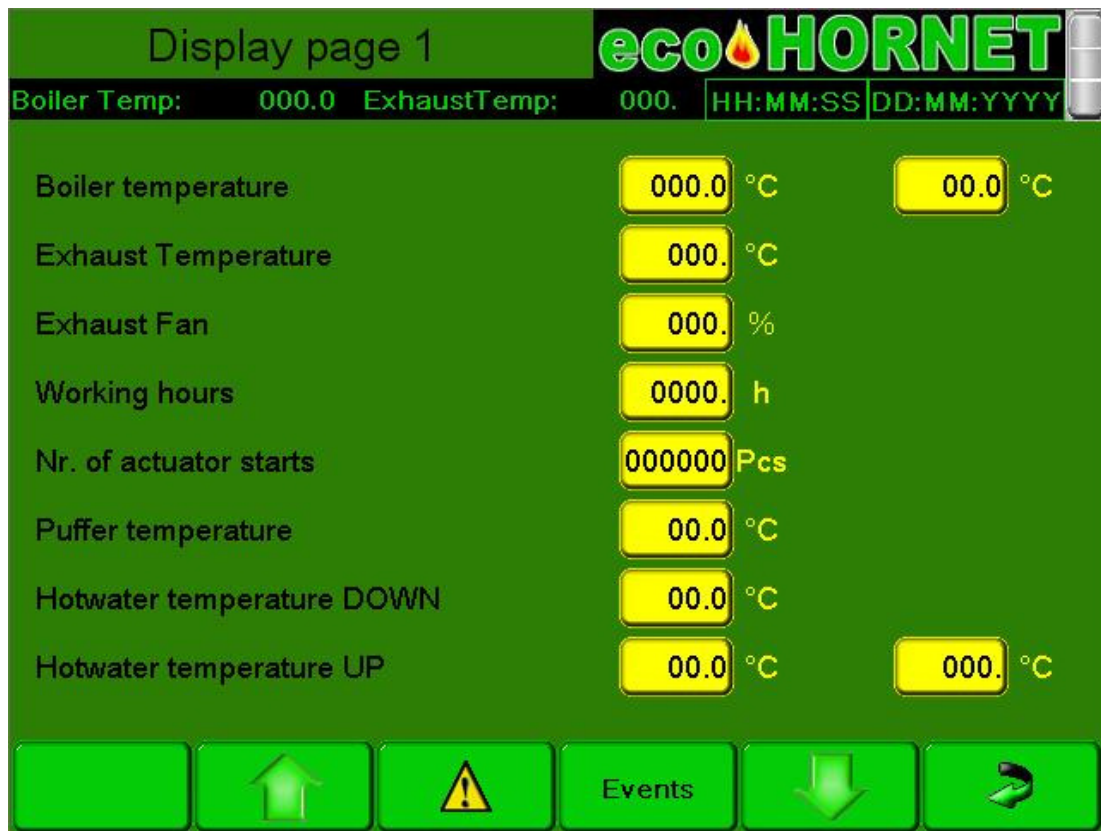 Display page 1 ecoHORNET
Boiler Temp: 000.0 ExhaustTemp: 000. HH:MM:SS DD:MM:YYYY
Boiler temperature 000.0 °C 00.0 °C
Exhaust Temperature 000. °C
Exhaust Fan 000. %
Working hours 0000. h
Nr. of actuator starts 000000 Pcs
Puffer temperature 00.0 °C
Hotwater temperature DOWN 00.0 °C
Hotwater temperature UP 00.0 °C 000. °C
Events